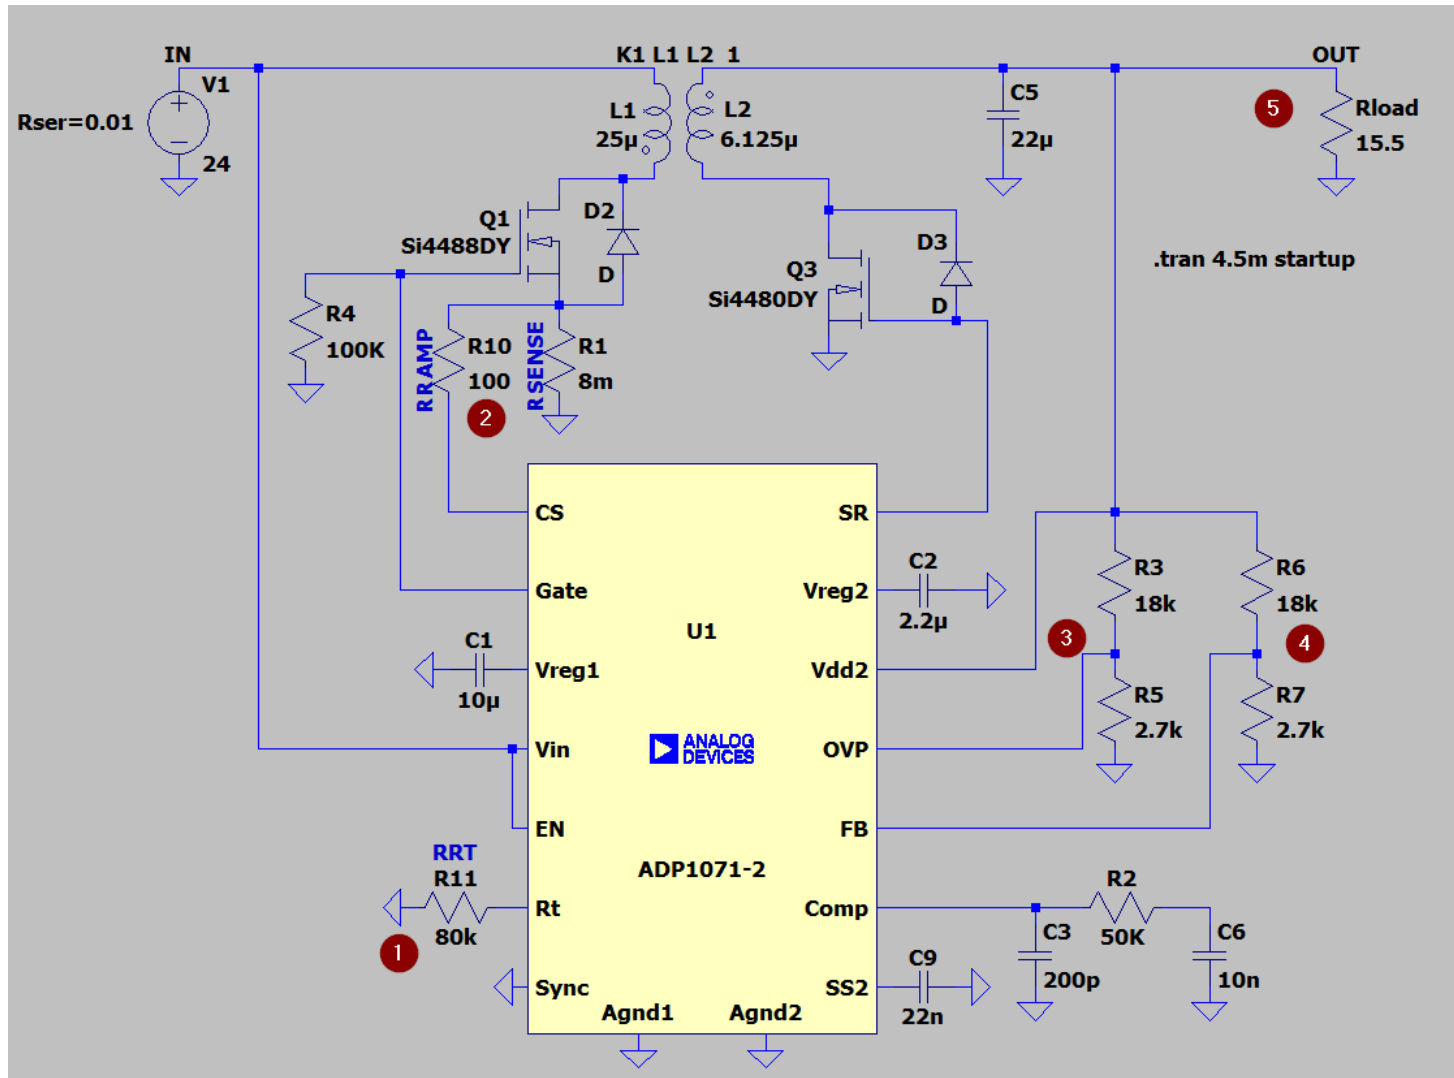 IN
K1 L1 L2 1
OUT
V1
Rser=0.01
24
L1
25µ
L2
6.125µ
C5
22µ
5
Rload
15.5
Q1
Si4488DY
D2
D
Q3
Si4480DY
D3
D
.tran 4.5m startup
R4
100K
RRAMP
R10
100
RSENSE
R1
8m
2
CS
SR
Gate
C2
Vreg2
2.2µ
R3
18k
R6
18k
U1
C1
Vreg1
10µ
Vdd2
3
4
R5
2.7k
R7
2.7k
Vin
ANALOG
DEVICES
OVP
EN
FB
RRT
R11
80k
1
ADP1071-2
Rt
Comp
R2
50K
C3
200p
C6
10n
Sync
C9
SS2
22n
Agnd1
Agnd2